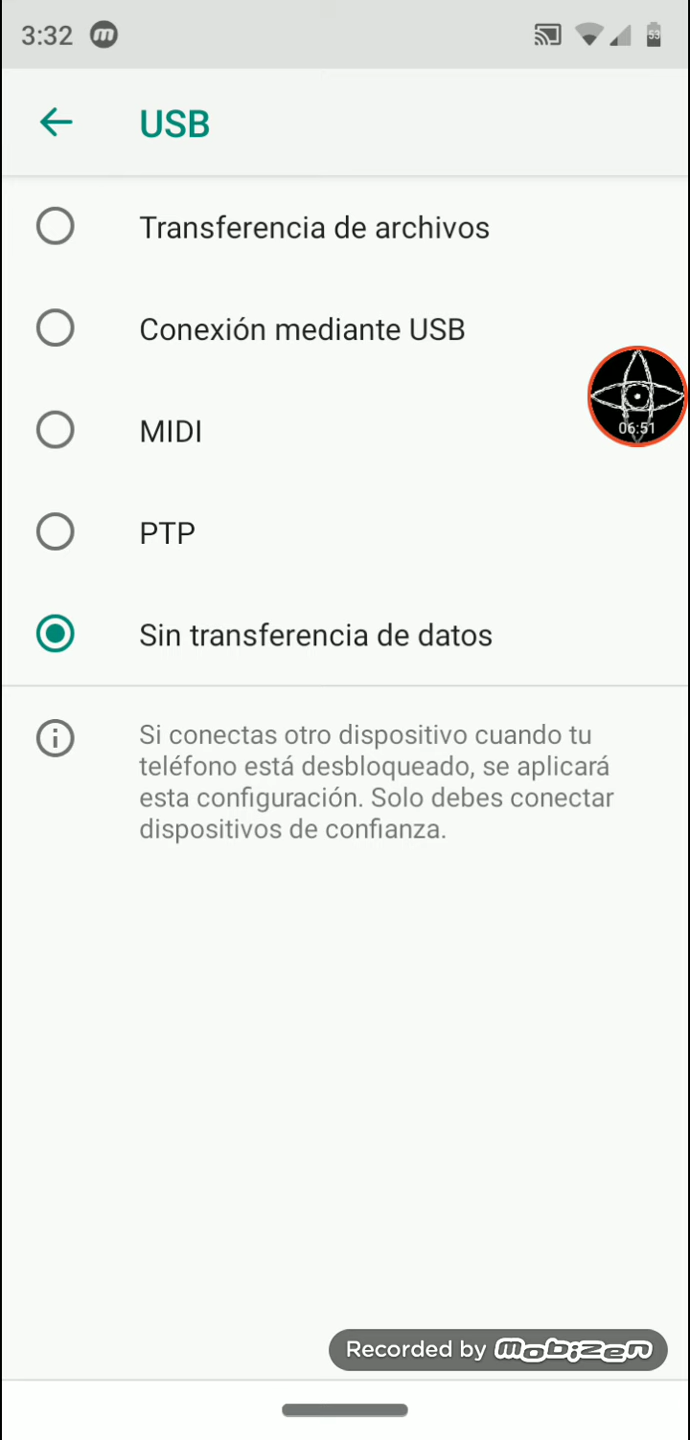 3:32
m
53
USB
Transferencia de archivos
Conexión mediante USB
06:51
MIDI
PTP
Sin transferencia de datos
Si conectas otro dispositivo cuando tu
teléfono está desbloqueado, se aplicará
esta configuración. Solo debes conectar
dispositivos de confianza.
Recorded by mobizen